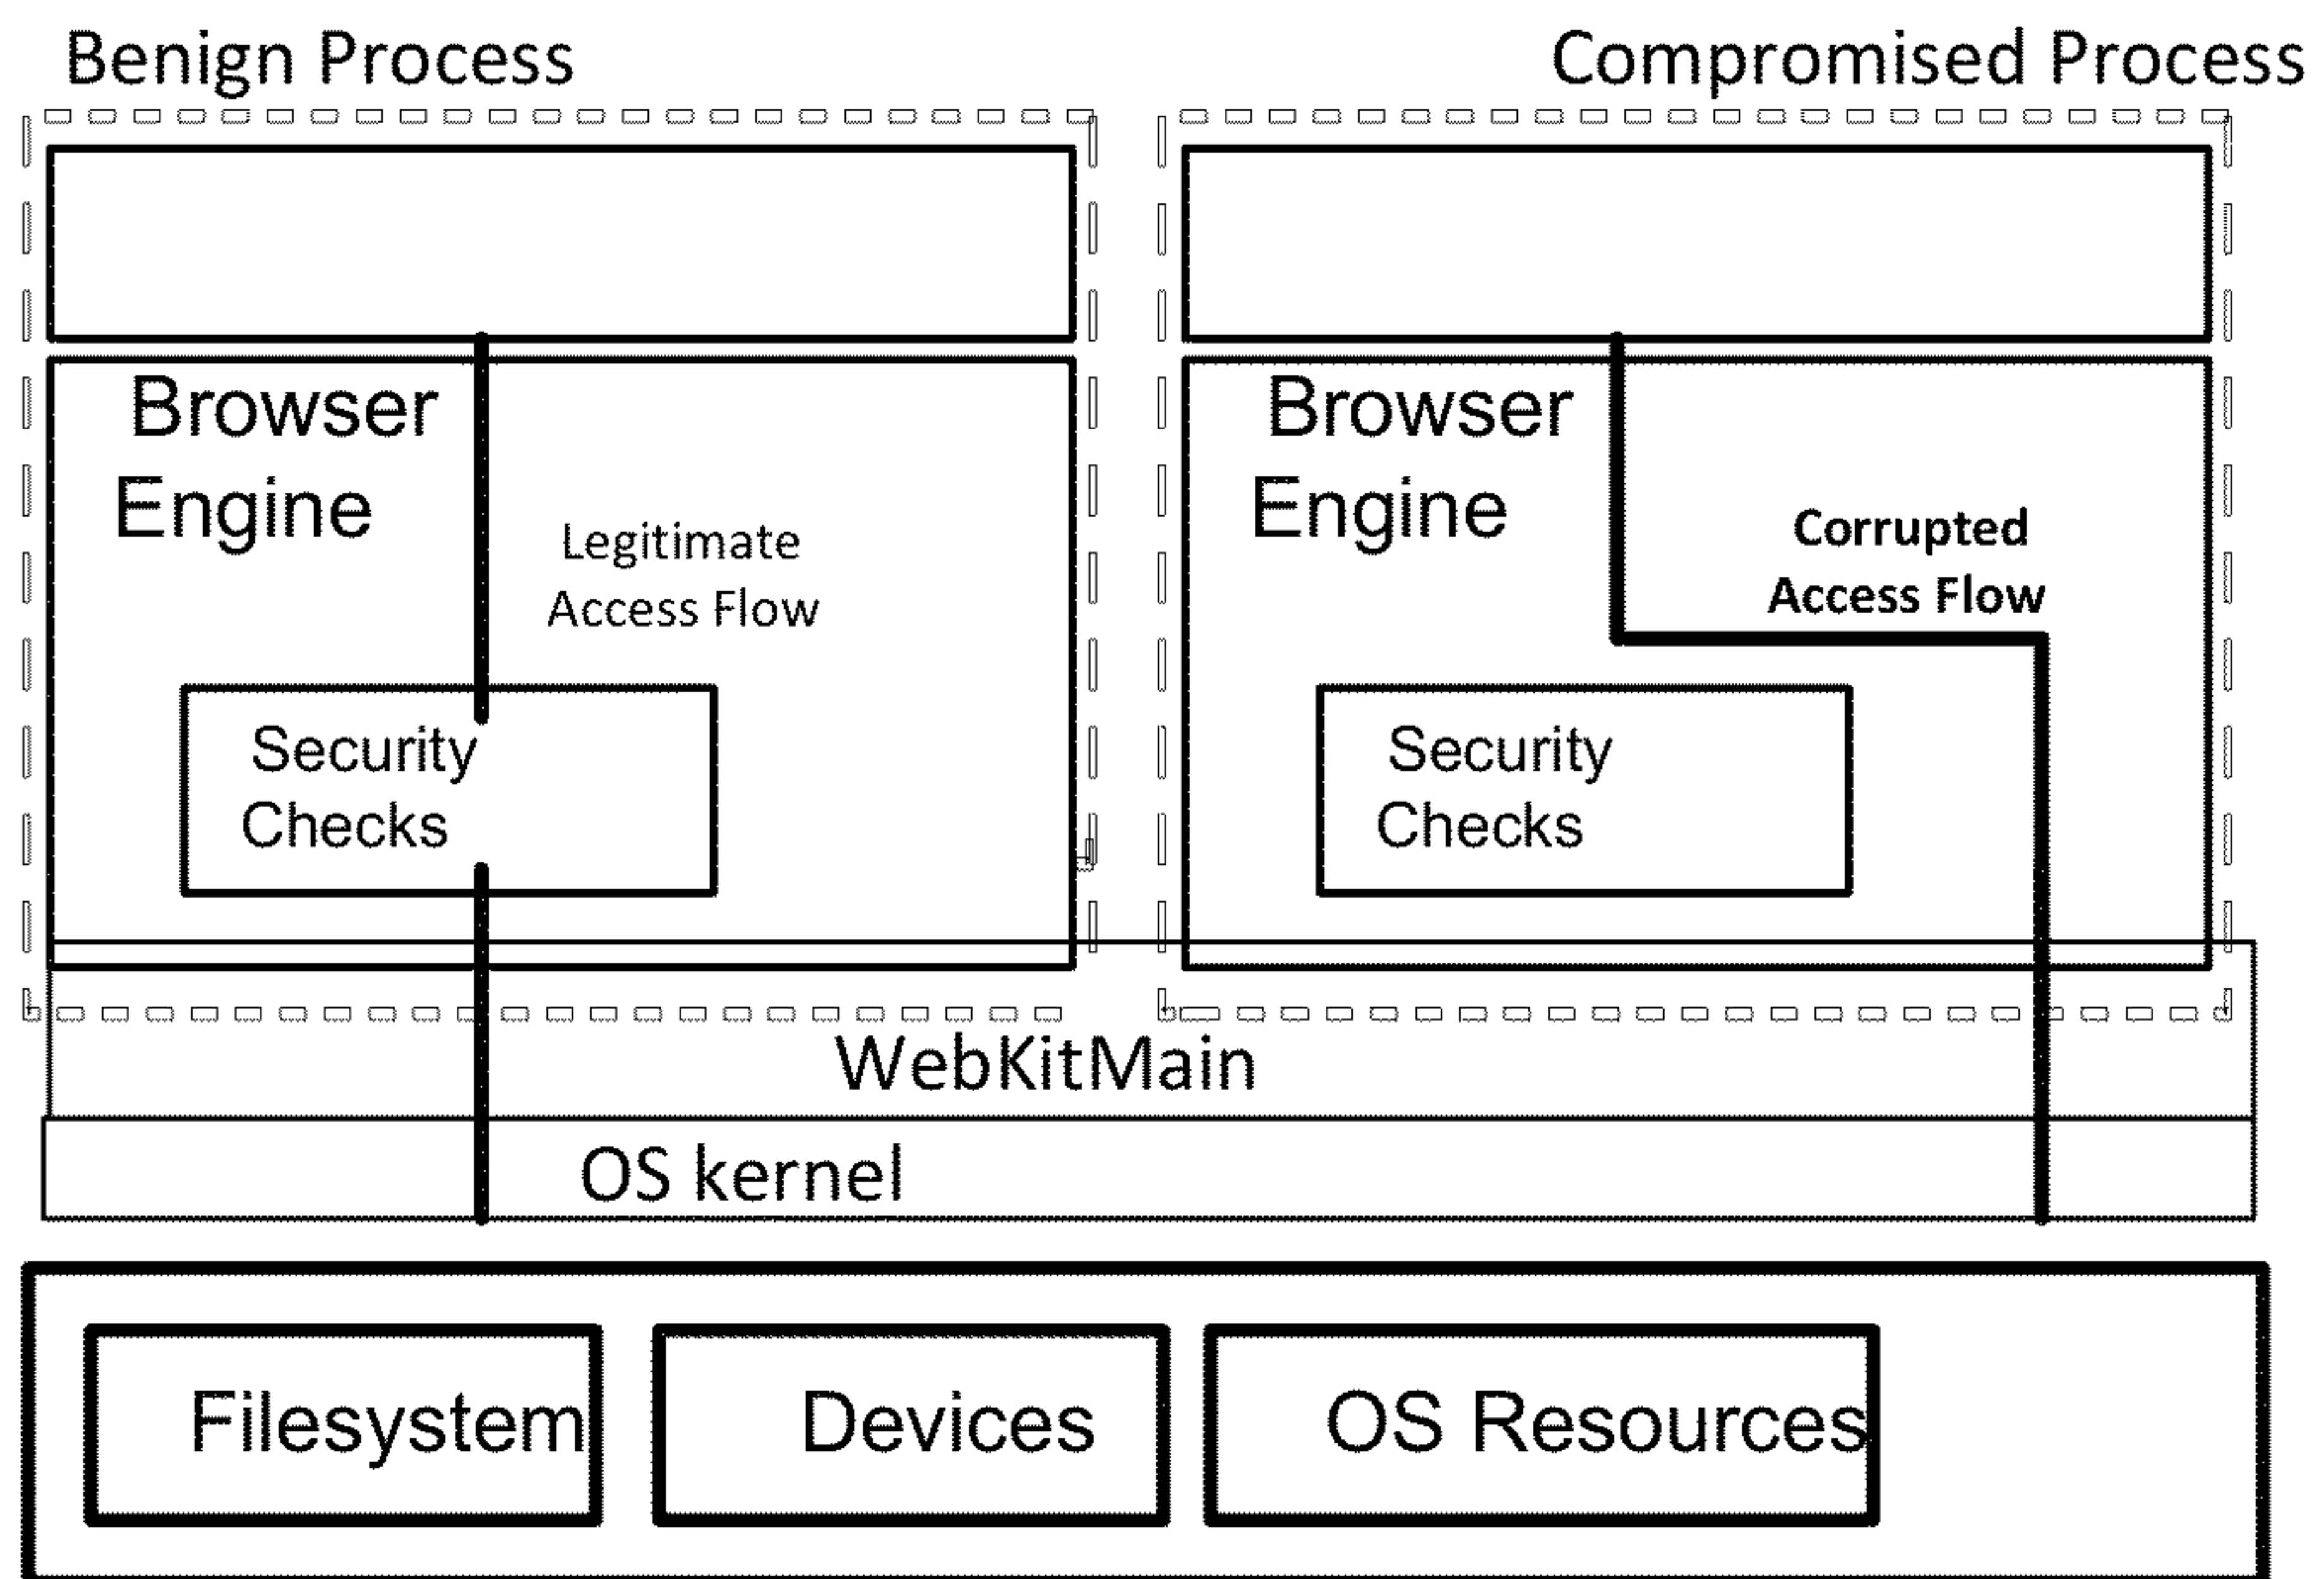 Benign Process
Compromised Process
Browser
Engine
Legitimate
Access Flow
Security
Checks
Browser
Engine
Corrupted
Access Flow
Security
Checks
WebKitMain
OS kernel
Filesystem
Devices
OS Resources